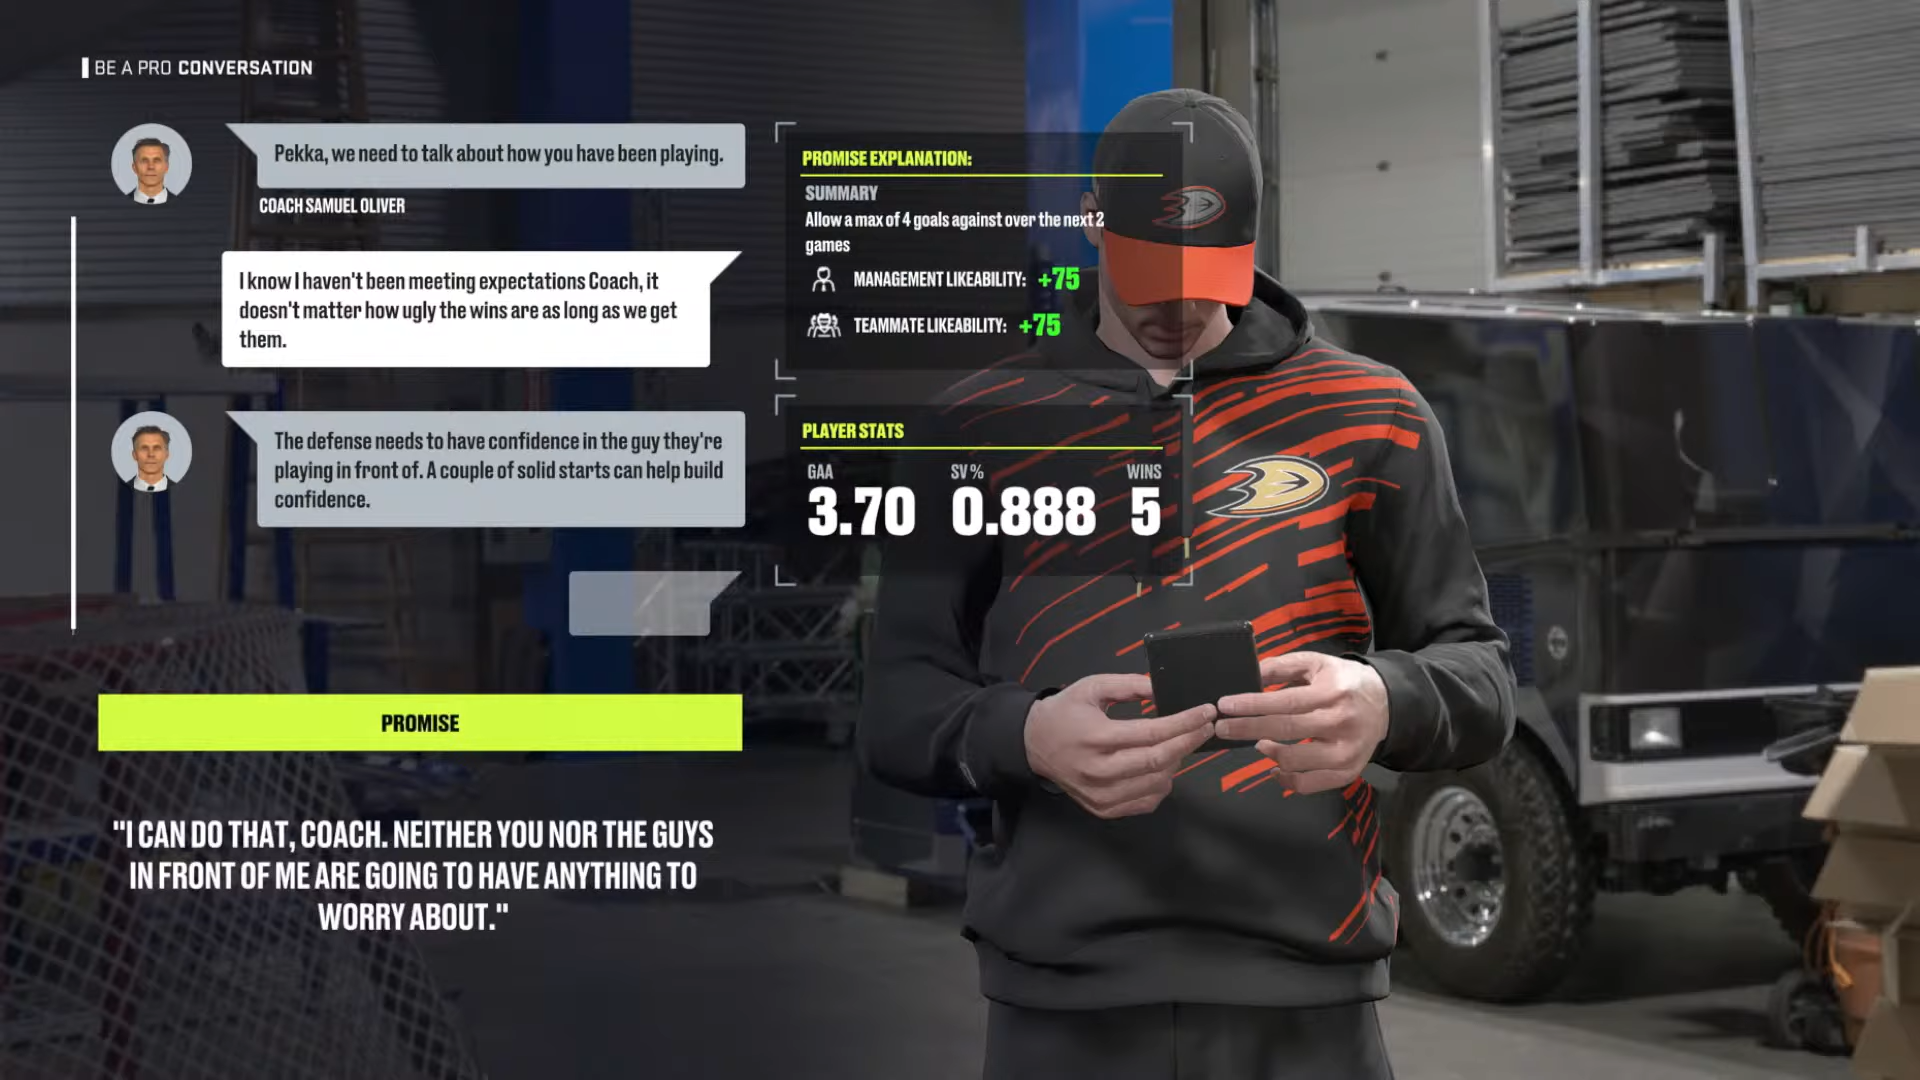 BE A PRO CONVERSATION
Pekka, we need to talk about how you have been playing.
COACH SAMUEL OLIVER
I know I haven't been meeting expectations Coach, it
doesn't matter how ugly the wins are as long as we get
them.
The defense needs to have confidence in the guy they're
playing in front of. A couple of solid starts can help build
confidence.
PROMISE
"I CAN DO THAT, COACH. NEITHER YOU NOR THE GUYS
IN FRONT OF ME ARE GOING TO HAVE ANYTHING TO
WORRY ABOUT."
PROMISE EXPLANATION:
SUMMARY
Allow a max of 4 goals against over the next 2
games
MANAGEMENT LIKEABILITY: +75
TEAMMATE LIKEABILITY: +75
PLAYER STATS
GAA SV % WINS
3.70 0.888 5